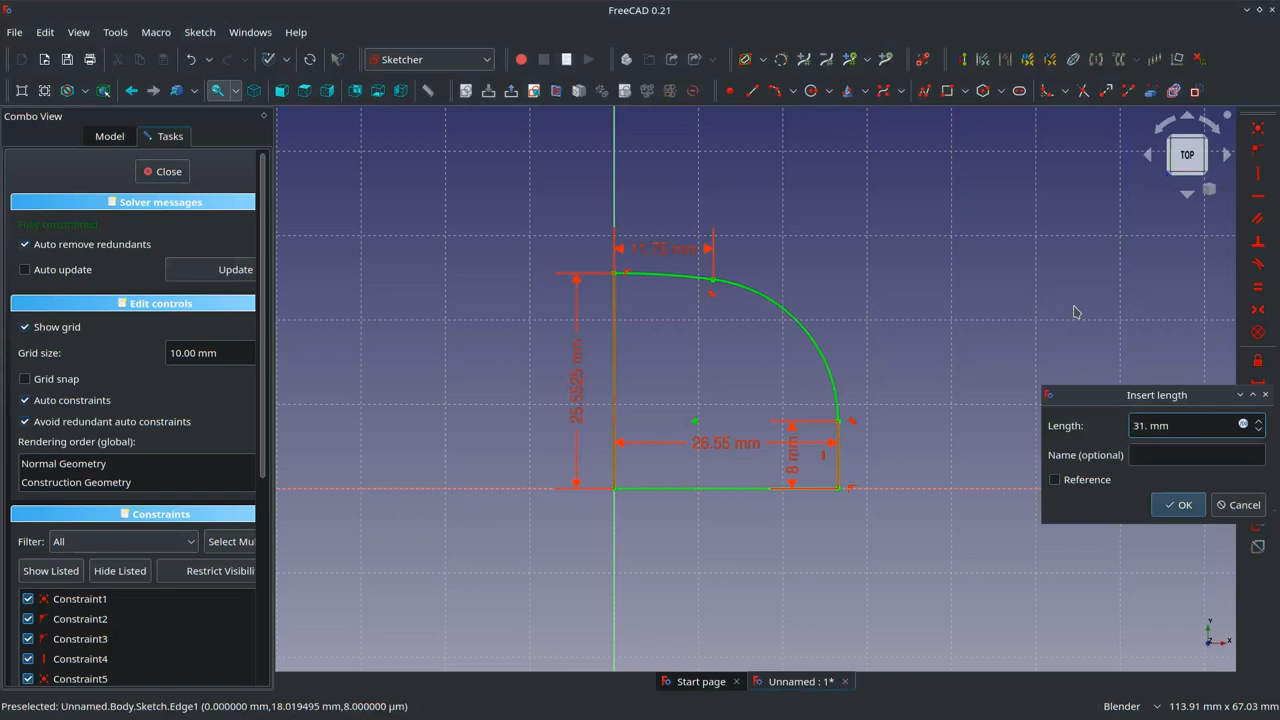 FreeCAD 0.21
File Edit View Tools Macro Sketch Windows Help
Sketcher
Combo View
Model Tasks
Close
Solver messages
Fully constrained
Auto remove redundants
Auto update Update
Edit controls
Show grid
Grid size: 10.00 mm
Grid snap
Auto constraints
Avoid redundant auto constraints
Rendering order (global):
Normal Geometry
Construction Geometry
Constraints
Filter: All Select Mu
Show Listed Hide Listed Restrict Visibili
Constraint1
Constraint2
Constraint3
Constraint4
Constraint5
TOP
11.75 mm
26.55 mm
8 mm
Insert length
Length: 31. mm
Name (optional)
Reference
OK Cancel
Y
Z X
Start page Unnamed : 1*
Preselected: Unnamed.Body.Sketch.Edge1 (0.000000 mm,18.019495 mm,8.000000 µm)
Blender 113.91 mm x 67.03 mm